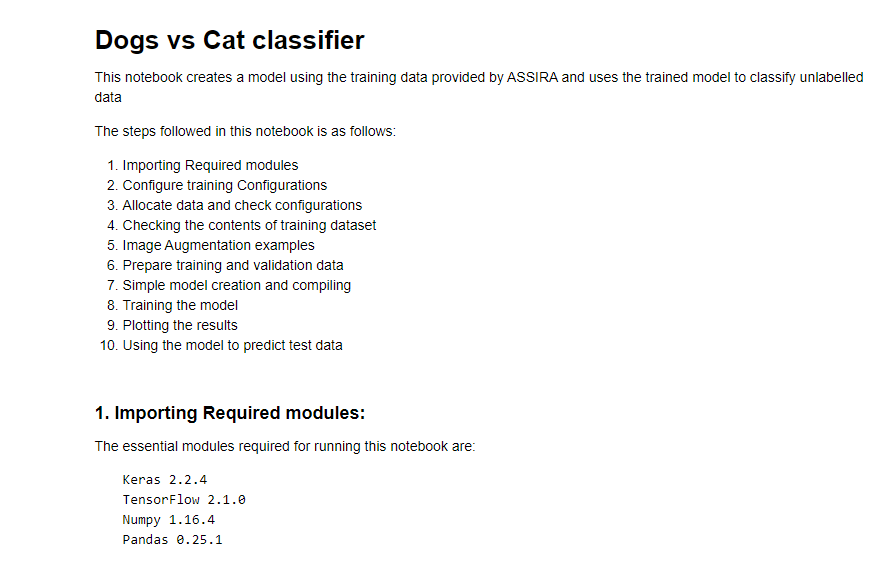 Dogs vs Cat classifier
This notebook creates a model using the training data provided by ASSIRA and uses the trained model to classify unlabelled
data
The steps followed in this notebook is as follows:
1. Importing Required modules
2. Configure training Configurations
3. Allocate data and check configurations
4. Checking the contents of training dataset
5. Image Augmentation examples
6. Prepare training and validation data
7. Simple model creation and compiling
8. Training the model
9. Plotting the results
10. Using the model to predict test data
1. Importing Required modules:
The essential modules required for running this notebook are:
Keras 2.2.4
TensorFlow 2.1.0
Numpy 1.16.4
Pandas 0.25.1